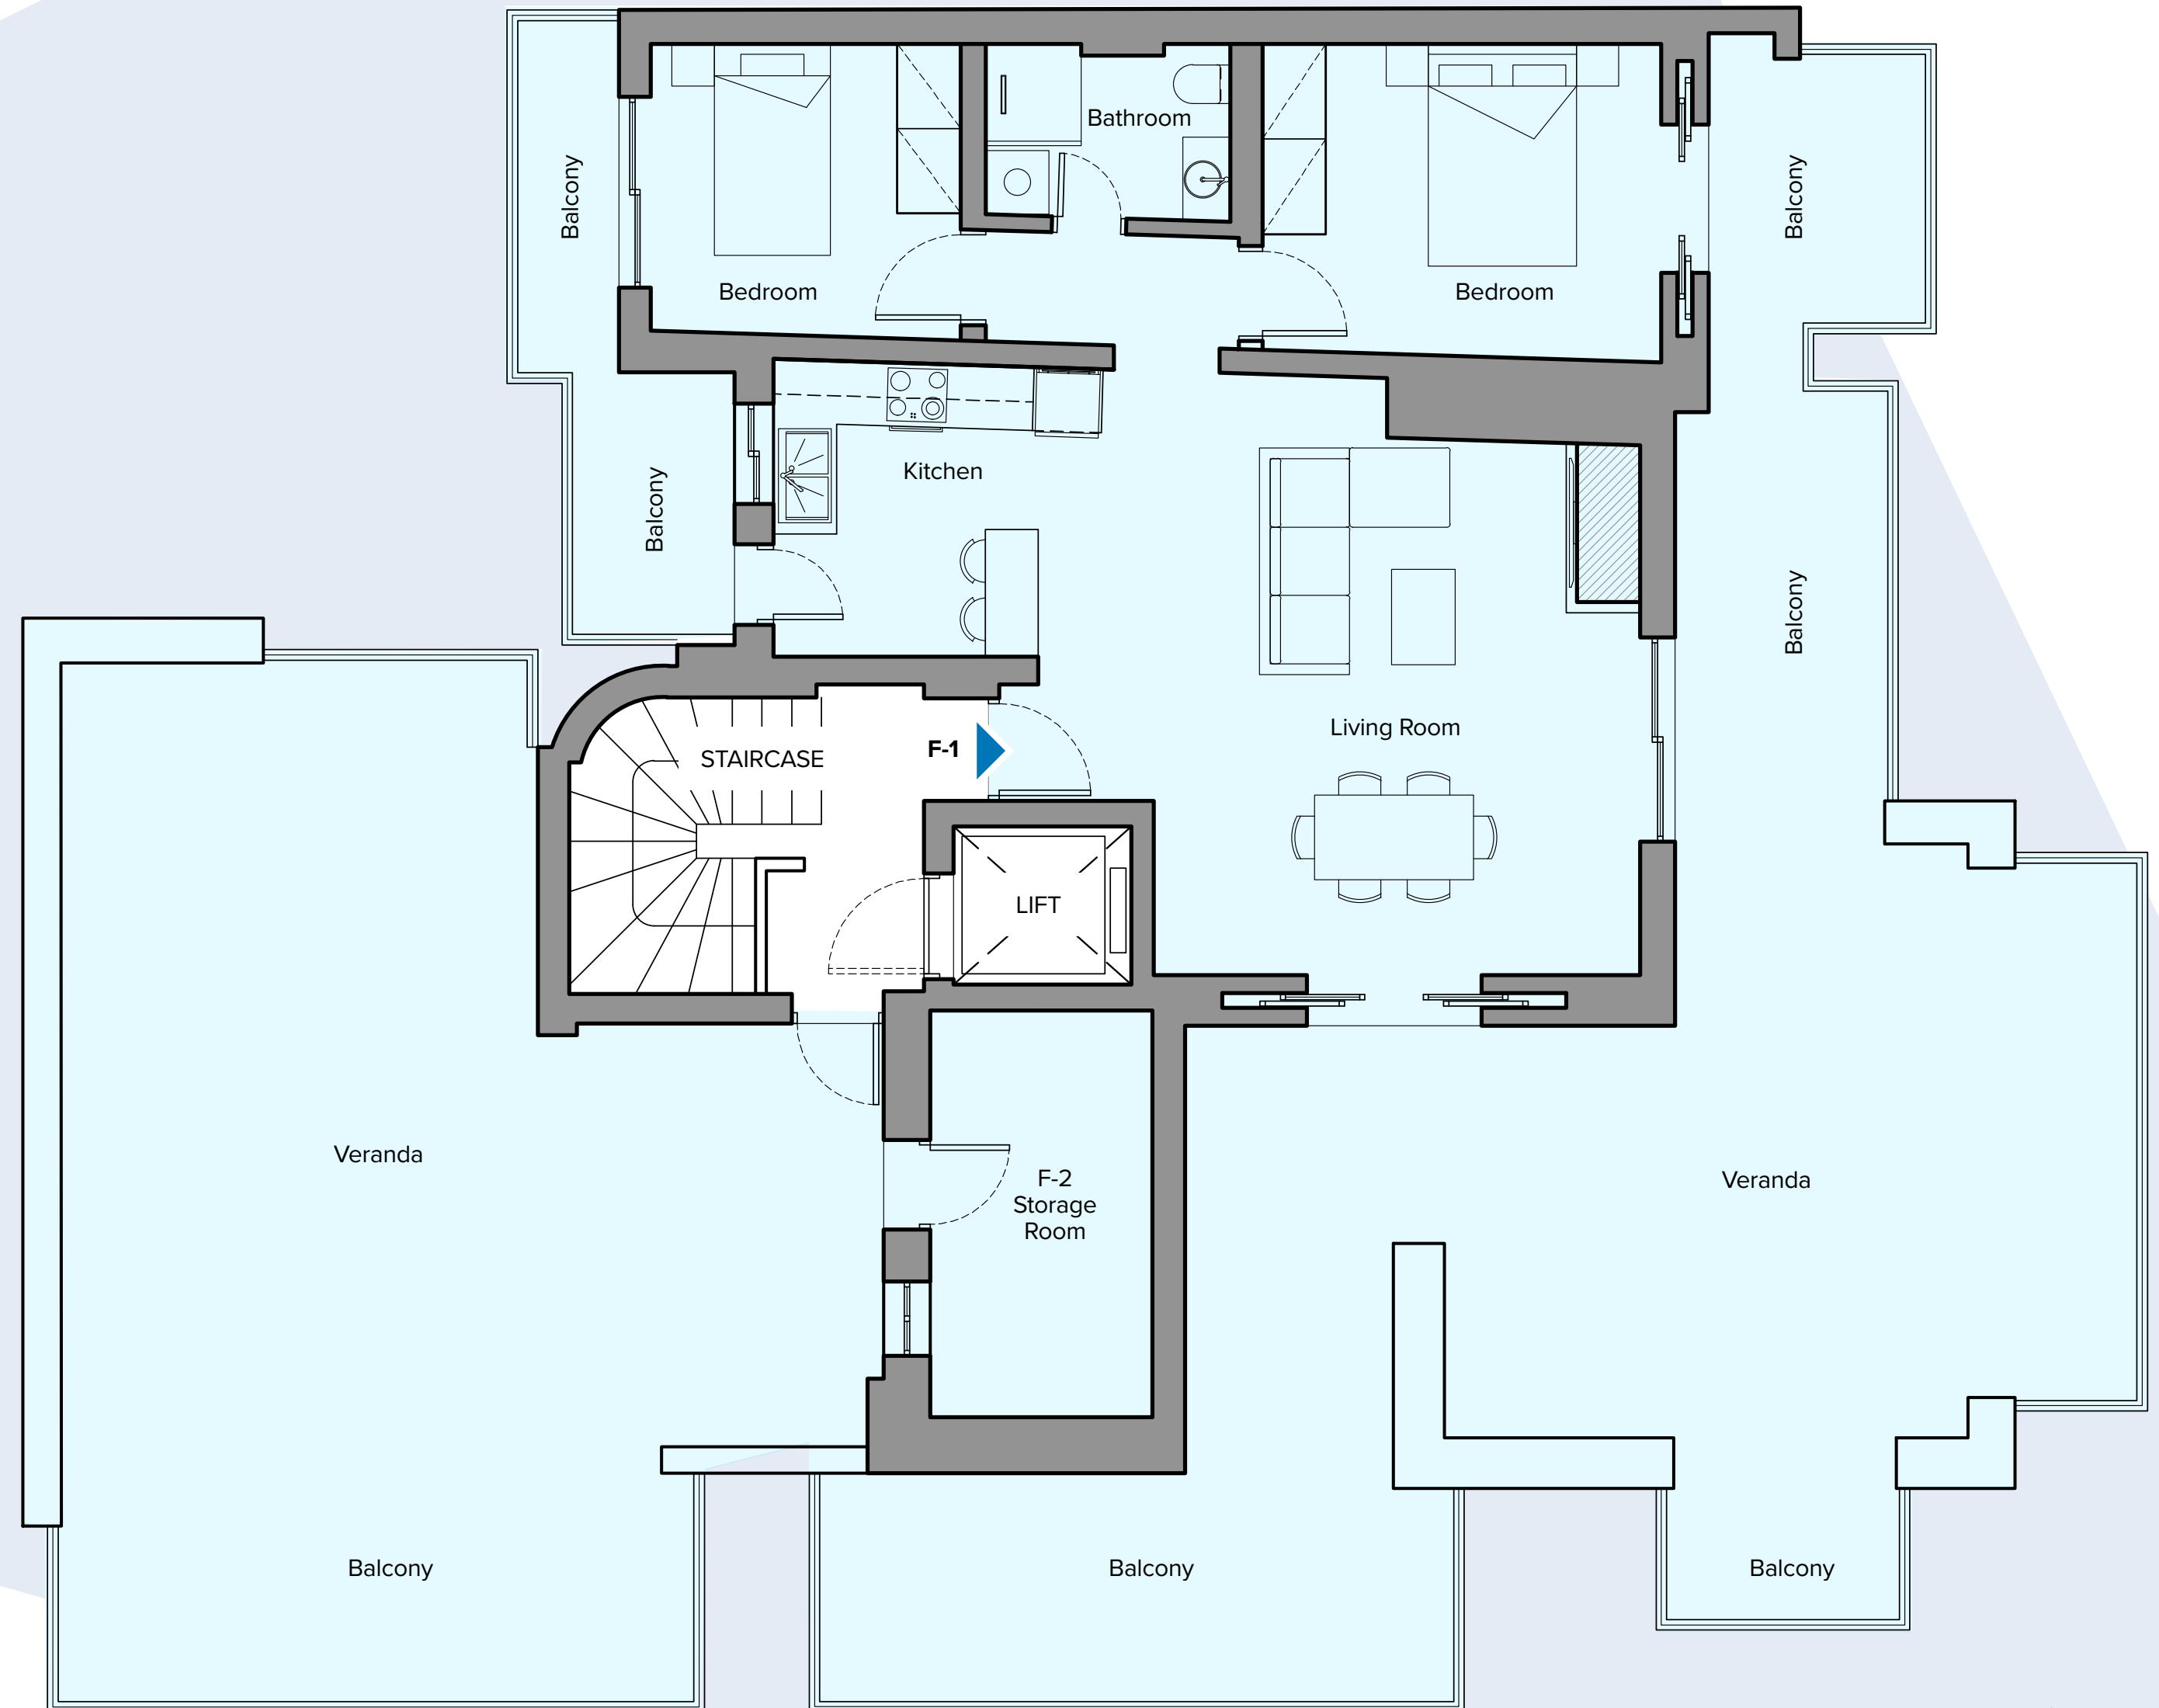 Bathroom
Balcony
Balcony
Bedroom
Bedroom
Kitchen
Balcony
Balcony
Living Room
STAIRCASE
F-1
LIFT
Veranda
F-2
Storage
Room
Veranda
Balcony
Balcony
Balcony